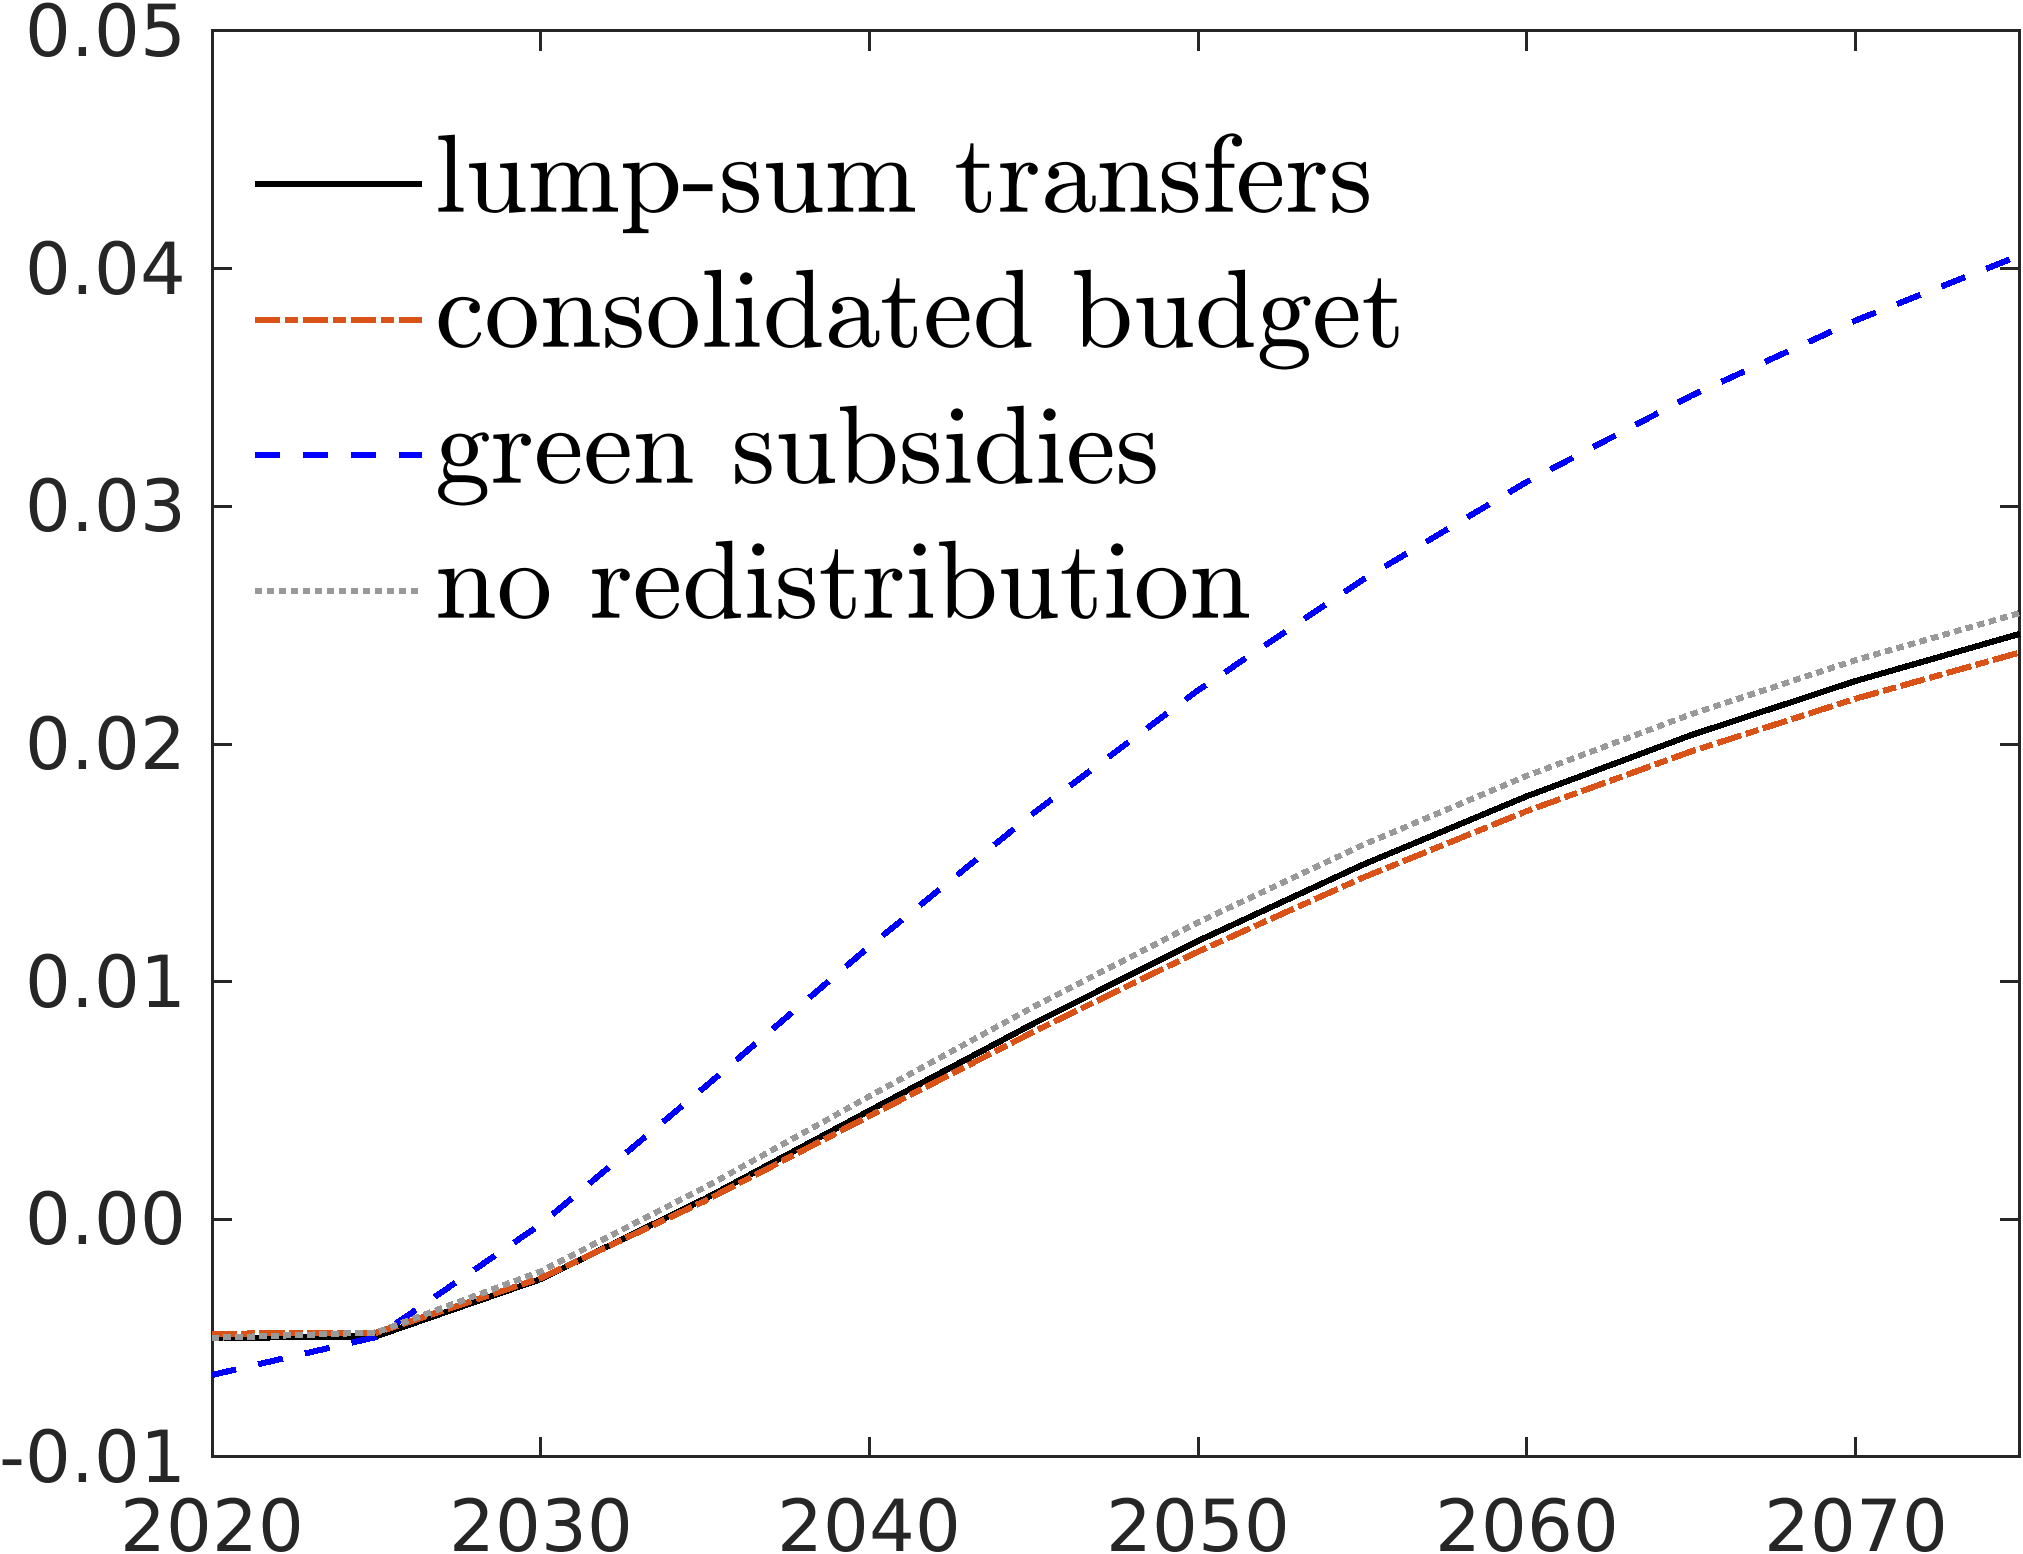 0.05
lump-sum transfers
0.04
consolidated budget
green subsidies
0.03
no redistribution
0.02
0.01
0.00
-0.01
2020 2030 2040 2050 2060 2070